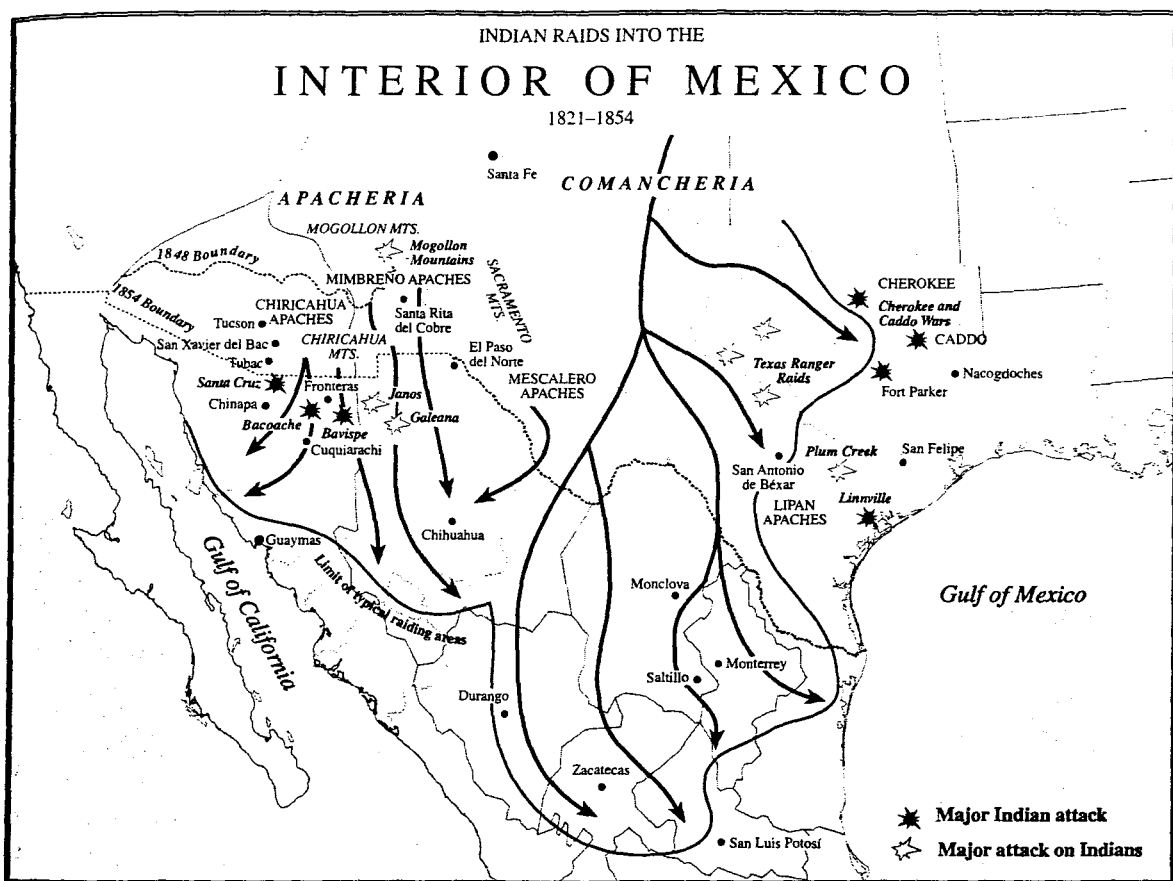 INDIAN RAIDS INTO THE
INTERIOR OF MEXICO
1821–1854
Santa Fe
COMANCHERIA
APACHERIA
MOGOLLON MTS.
Mogollon
Mountains
1848 Boundary
SACRAMENTO
MTS.
MIMBREÑO APACHES
1854 Boundary
CHIRICAHUA
APACHES
Santa Rita
del Cobre
Tucson
CHIRICAHUA
MTS.
San Xavier del Bac
El Paso
del Norte
Tubac
MESCALERO
APACHES
Santa Cruz
Fronteras
Janos
Chinapa
Galeana
Bacoache
Bavispe
Cuquiarachi
CHEROKEE
Cherokee and
Caddo Wars
CADDO
Texas Ranger
Raids
Fort Parker
Nacogdoches
San Antonio
de Béxar
Plum Creek
San Felipe
LIPAN
APACHES
Linnville
Chihuahua
Guaymas
Gulf of California
Limit of typical raiding areas
Monclova
Gulf of Mexico
Monterrey
Saltillo
Durango
Zacatecas
San Luis Potosí
Major Indian attack
Major attack on Indians